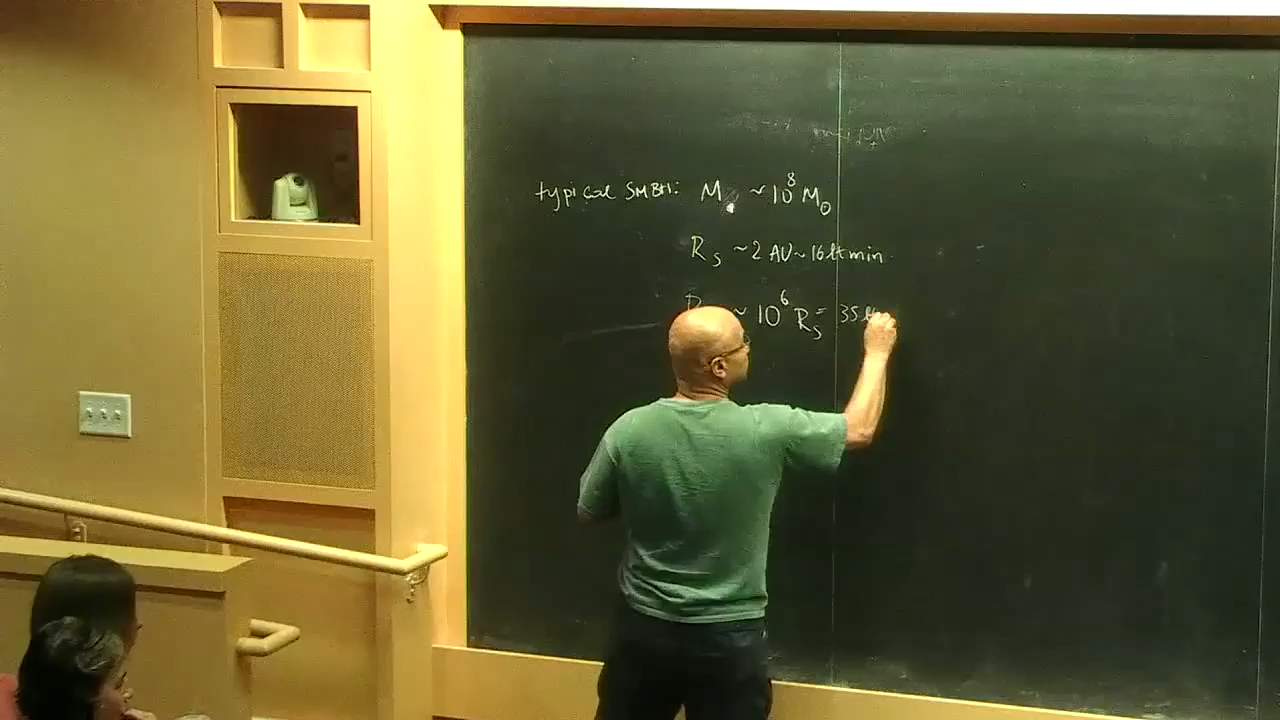 typical SMBH: M• ~ 10⁸ M☉
R_S ~ 2 AU ~ 16 lt min
~ 10⁶ R_S = 35